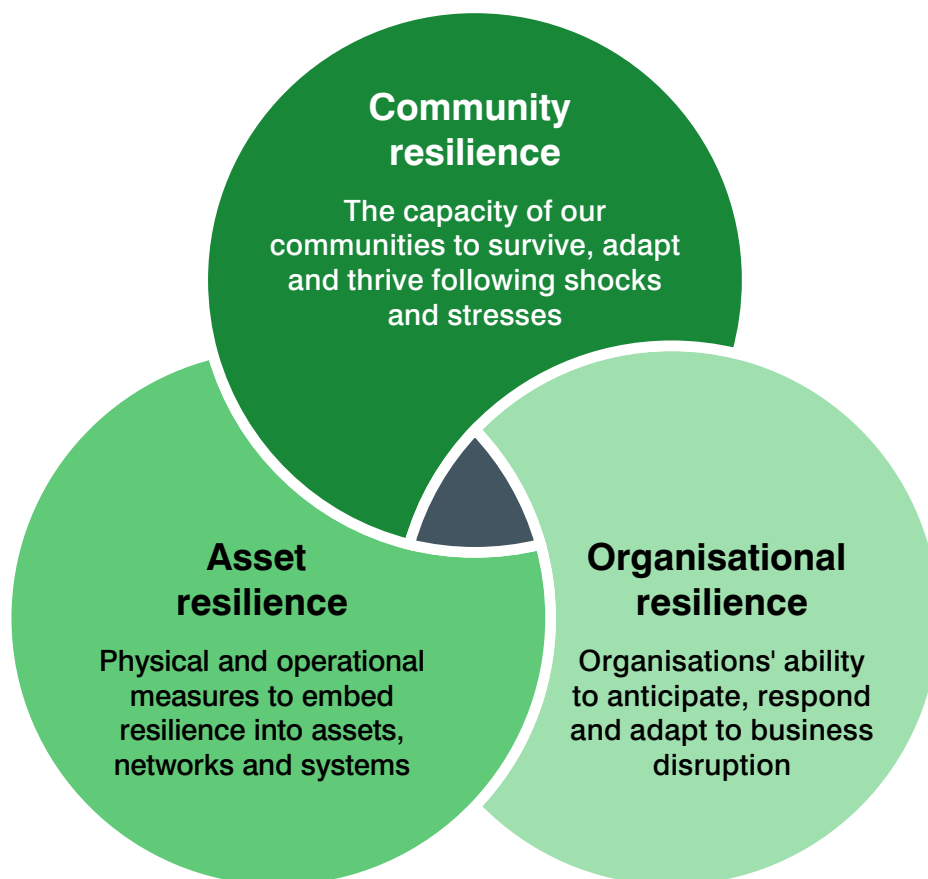 Community
resilience
The capacity of our
communities to survive, adapt
and thrive following shocks
and stresses
Asset
resilience
Physical and operational
measures to embed
resilience into assets,
networks and systems
Organisational
resilience
Organisations' ability
to anticipate, respond
and adapt to business
disruption